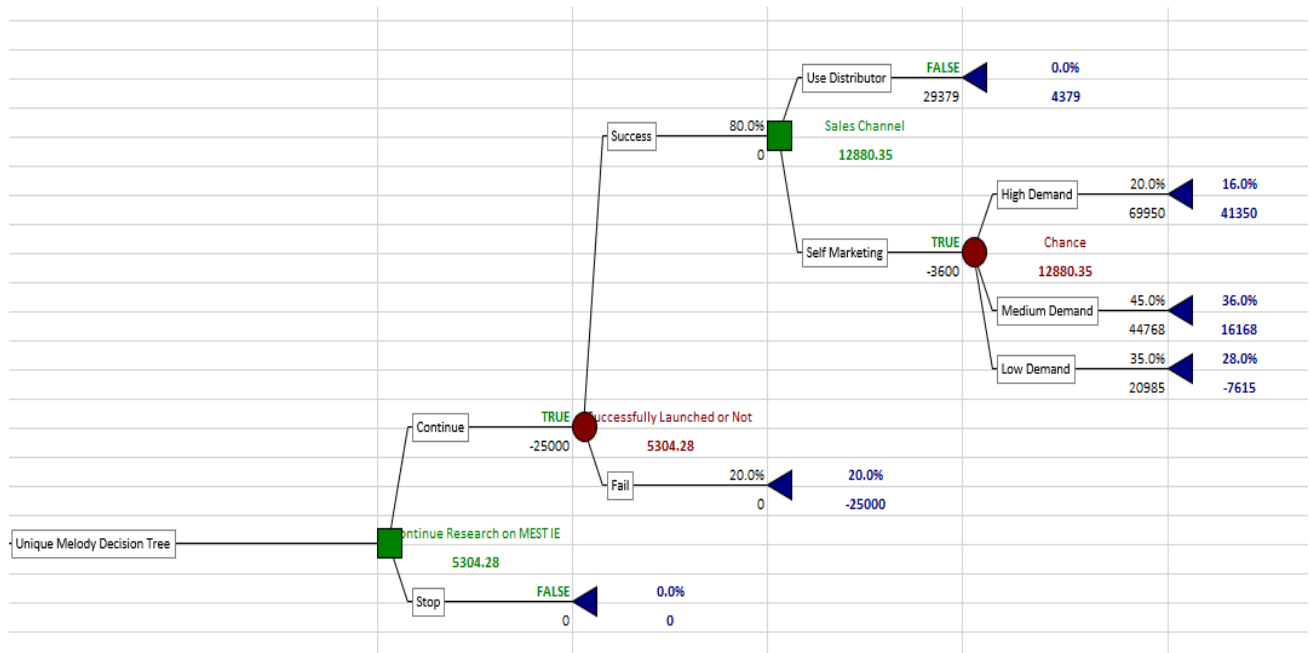 FALSE 0.0%
Use Distributor
29379 4379
80.0% Sales Channel
Success
0 12880.35
20.0% 16.0%
High Demand
69950 41350
TRUE Chance
Self Marketing
-3600 12880.35
45.0% 36.0%
Medium Demand
44768 16168
35.0% 28.0%
Low Demand
20985 -7615
TRUE uccessfully Launched or Not
Continue
-25000 5304.28
20.0% 20.0%
Fail
0 -25000
ontinue Research on MEST IE
Unique Melody Decision Tree
5304.28
FALSE 0.0%
Stop
0 0